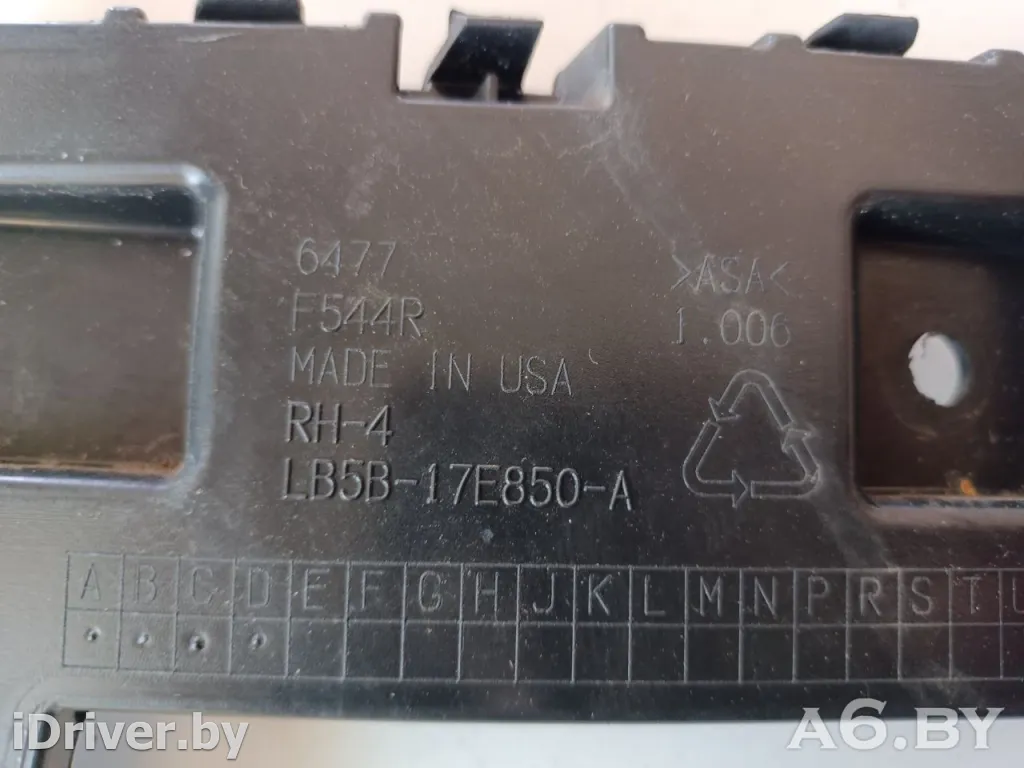 6477
F544R
MADE IN USA
RH-4
LB5B-17E850-A
>ASA<
1.006
A B C D E F G H J K L M N P R S T U
iDriver.by
A6.BY